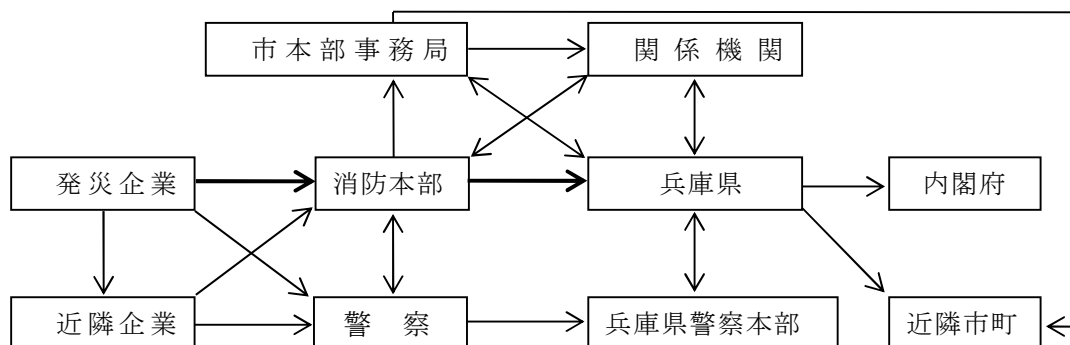 市本部事務局
関係機関
発災企業
消防本部
兵庫県
内閣府
近隣企業
警察
兵庫県警察本部
近隣市町